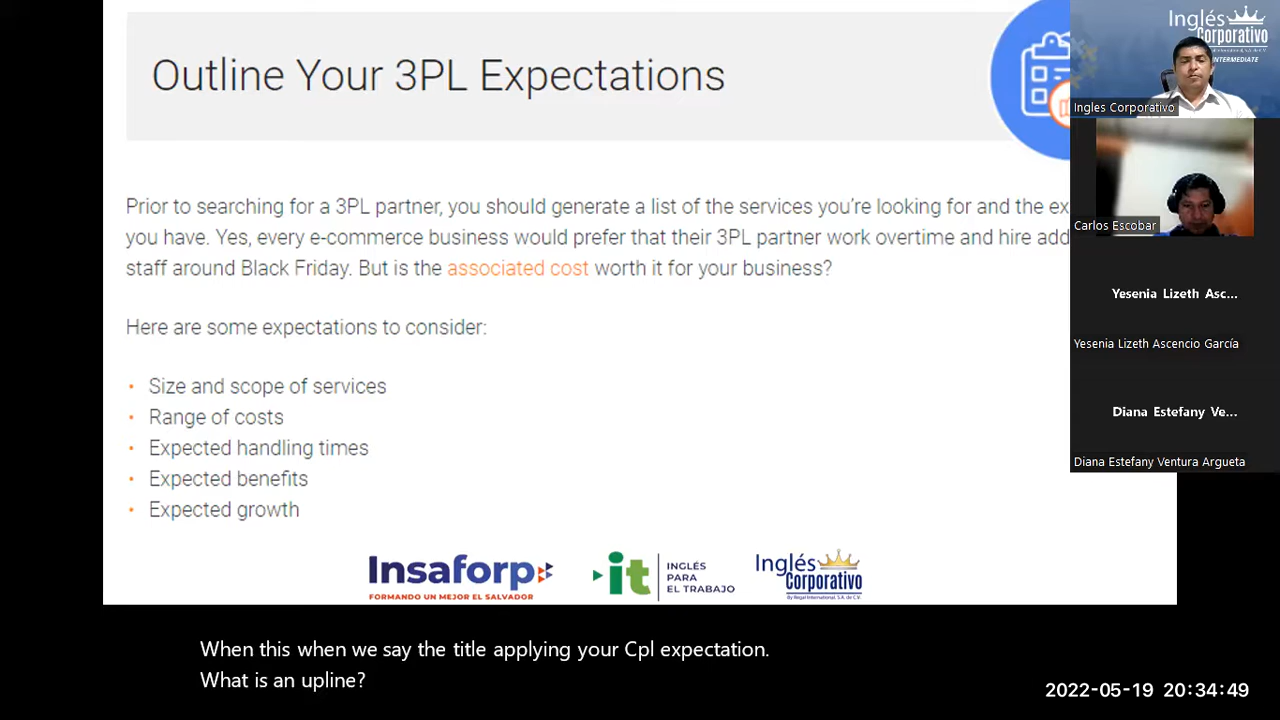 Outline Your 3PL Expectations
Prior to searching for a 3PL partner, you should generate a list of the services you're looking for and the ex
you have. Yes, every e-commerce business would prefer that their 3PL partner work overtime and hire add
staff around Black Friday. But is the associated cost worth it for your business?
Here are some expectations to consider:
• Size and scope of services
• Range of costs
• Expected handling times
• Expected benefits
• Expected growth
Insaforp
FORMANDO UN MEJOR EL SALVADOR
it
INGLÉS
PARA
EL TRABAJO
Inglés
Corporativo
By Regal International, S.A. de C.V.
Inglés
Corporativo
INTERMEDIATE
Ingles Corporativo
Carlos Escobar
Yesenia Lizeth Asc...
Yesenia Lizeth Ascencio García
Diana Estefany Ve...
Diana Estefany Ventura Argueta
When this when we say the title applying your Cpl expectation.
What is an upline?
2022-05-19 20:34:49